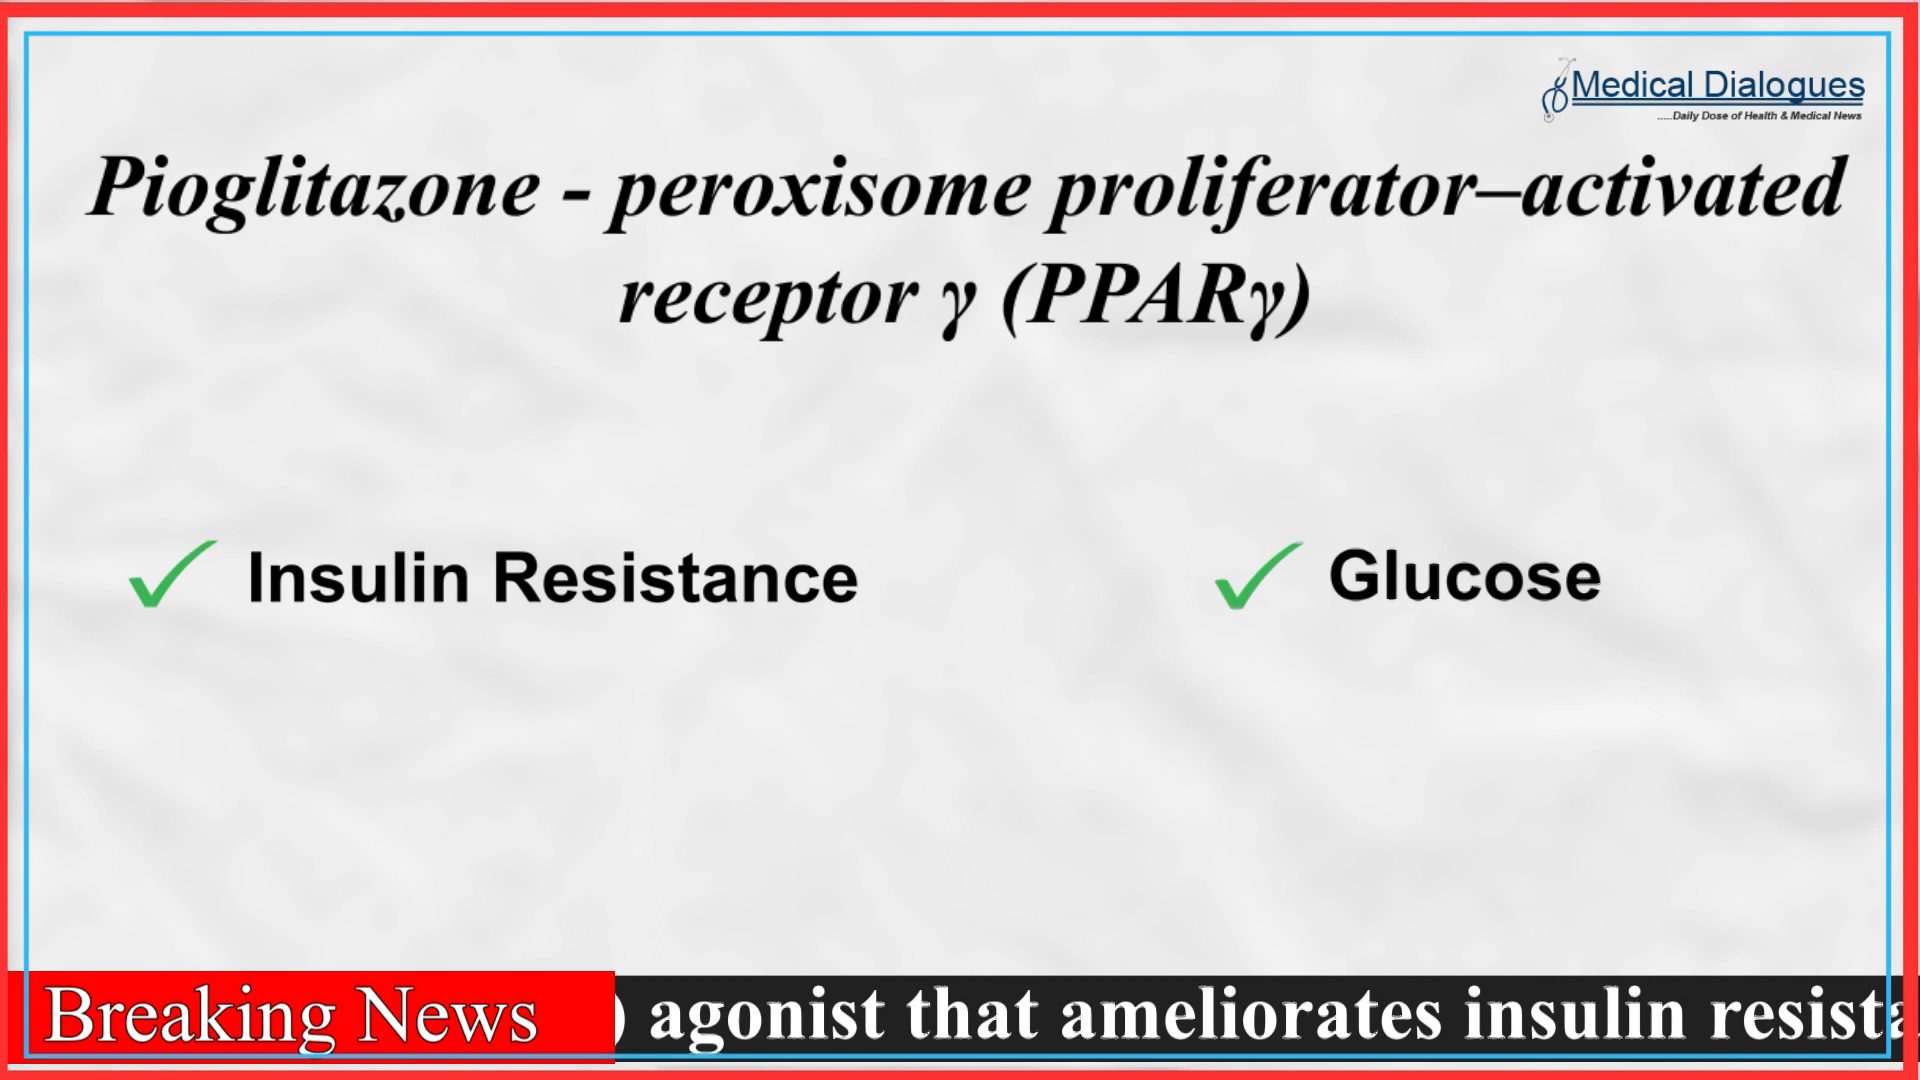 Medical Dialogues
.....Daily Dose of Health & Medical News
Pioglitazone - peroxisome proliferator–activated
receptor γ (PPARγ)
Insulin Resistance
Glucose
Breaking News
) agonist that ameliorates insulin resista